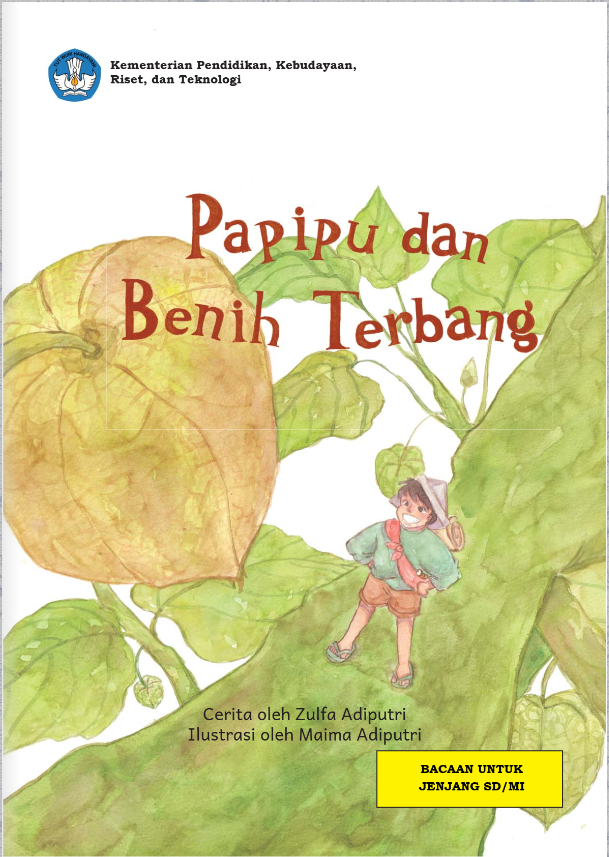 Kementerian Pendidikan, Kebudayaan,
Riset, dan Teknologi
Papipu dan
Benih Terbang
Cerita oleh Zulfa Adiputri
Ilustrasi oleh Maima Adiputri
BACAAN UNTUK
JENJANG SD/MI